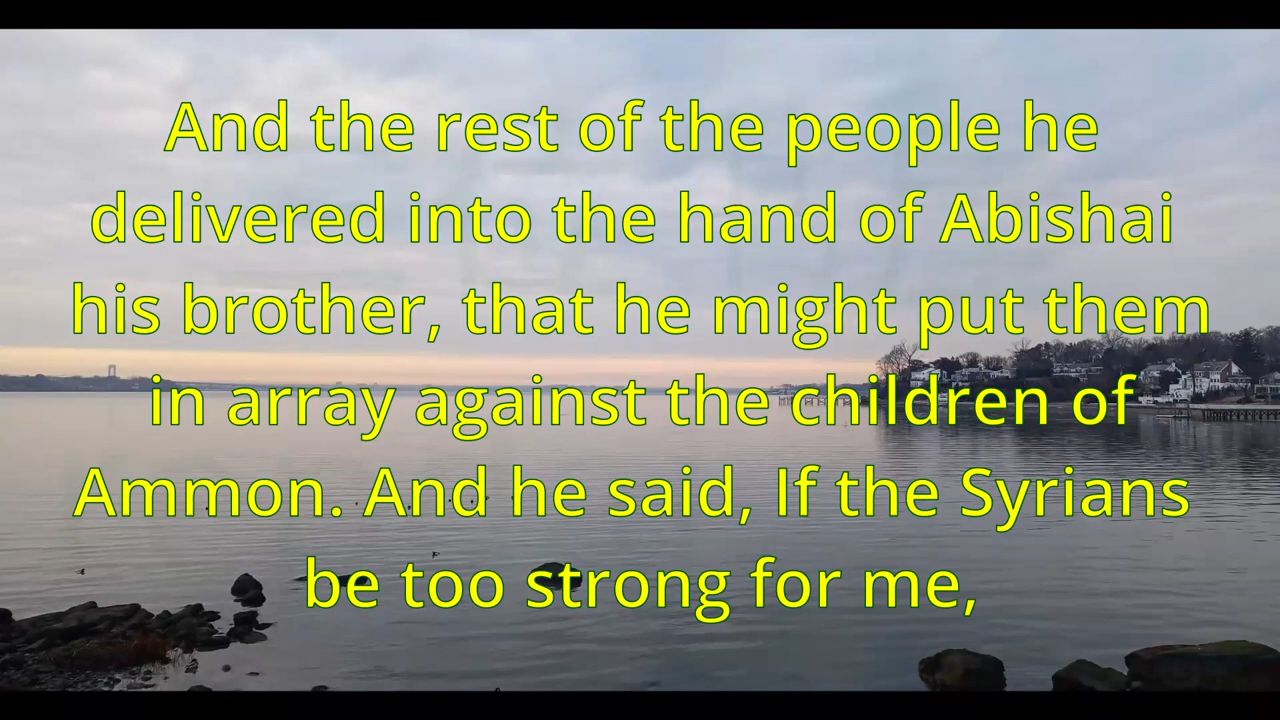 And the rest of the people he
delivered into the hand of Abishai
his brother, that he might put them
in array against the children of
Ammon. And he said, If the Syrians
be too strong for me,